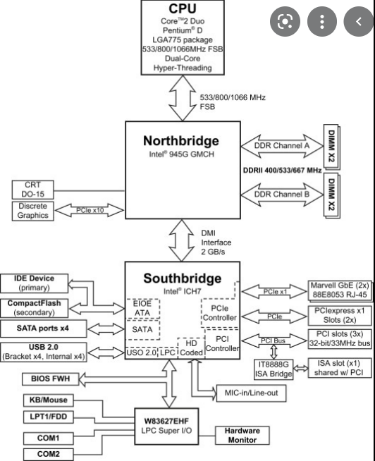 CPU
Core™2 Duo
Pentium® D
LGA775 package
533/800/1066MHz FSB
Dual-Core
Hyper-Threading
533/800/1066 MHz
FSB
Northbridge
Intel® 945G GMCH
DDR Channel A
DIMM X2
DDRII 400/533/667 MHz
DDR Channel B
DIMM X2
CRT
DO-15
Discrete
Graphics
PCIe x10
DMI
Interface
2 GB/s
Southbridge
Intel® ICH7
IDE Device
(primary)
CompactFlash
(secondary)
SATA ports x4
USB 2.0
(Bracket x4, Internal x4)
EIOE
ATA
SATA
USO 2.0
LPC
HD
Coded
PCIe
Controller
PCI
Controller
PCIe x1
Marvell GbE (2x)
88E8053 RJ-45
PCIe
PCIexpress x1
Slots (2x)
PCI Bus
PCI slots (3x)
32-bit/33MHz bus
IT8888G
ISA Bridge
ISA slot (x1)
shared w/ PCI
BIOS FWH
MIC-in/Line-out
KB/Mouse
LPT1/FDD
COM1
COM2
W83627EHF
LPC Super I/O
Hardware
Monitor